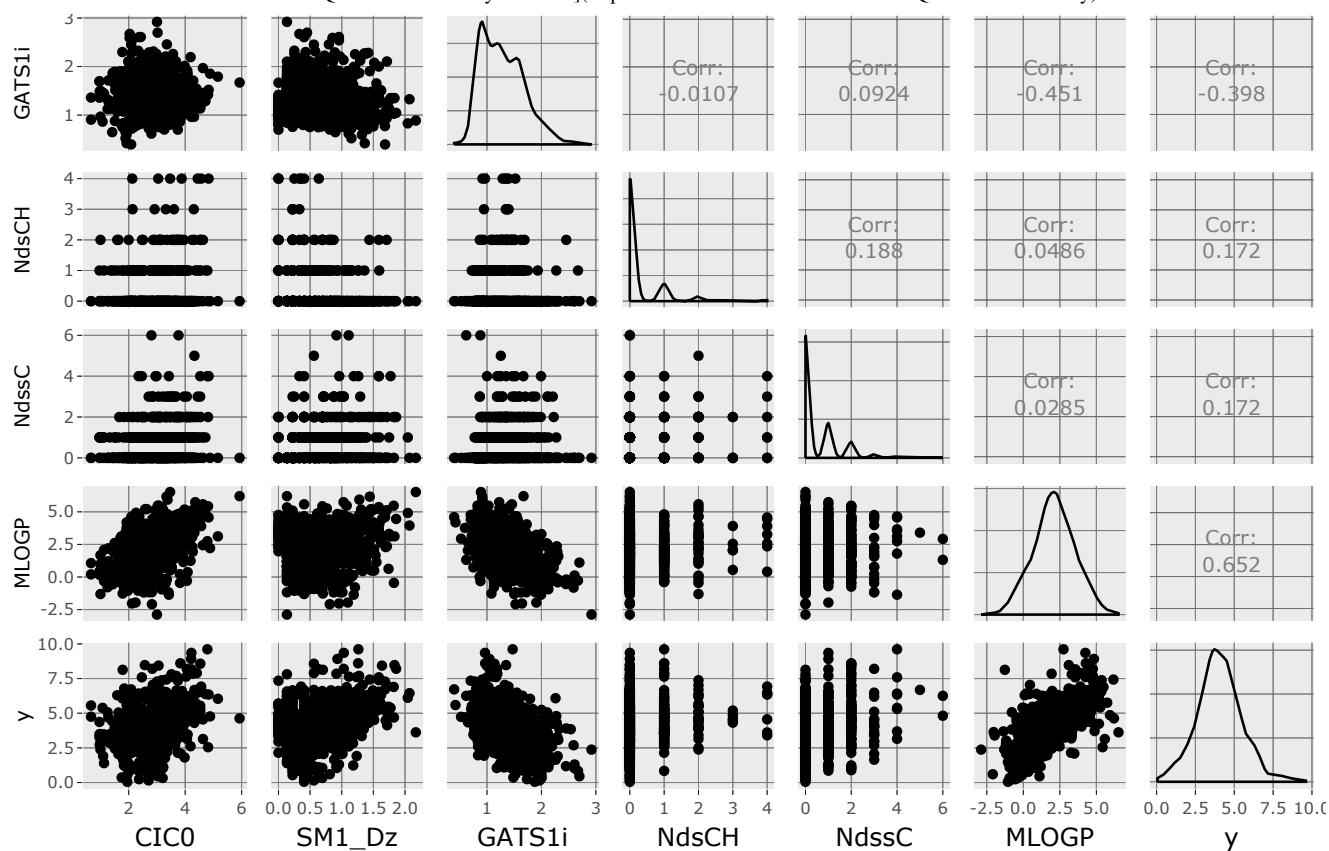 3
2
1
GATS1i
Corr:
-0.0107
Corr:
0.0924
Corr:
-0.451
Corr:
-0.398
4
3
2
1
0
NdsCH
Corr:
0.188
Corr:
0.0486
Corr:
0.172
6
4
2
0
NdssC
Corr:
0.0285
Corr:
0.172
5.0
2.5
0.0
-2.5
MLOGP
Corr:
0.652
10.0
7.5
5.0
2.5
0.0
y
2 4 6
0.0 0.5 1.0 1.5 2.0
1 2 3
0 1 2 3 4
0 2 4 6
-2.5 0.0 2.5 5.0
0.0 2.5 5.0 7.5 10.0
CIC0 SM1_Dz GATS1i NdsCH NdssC MLOGP y